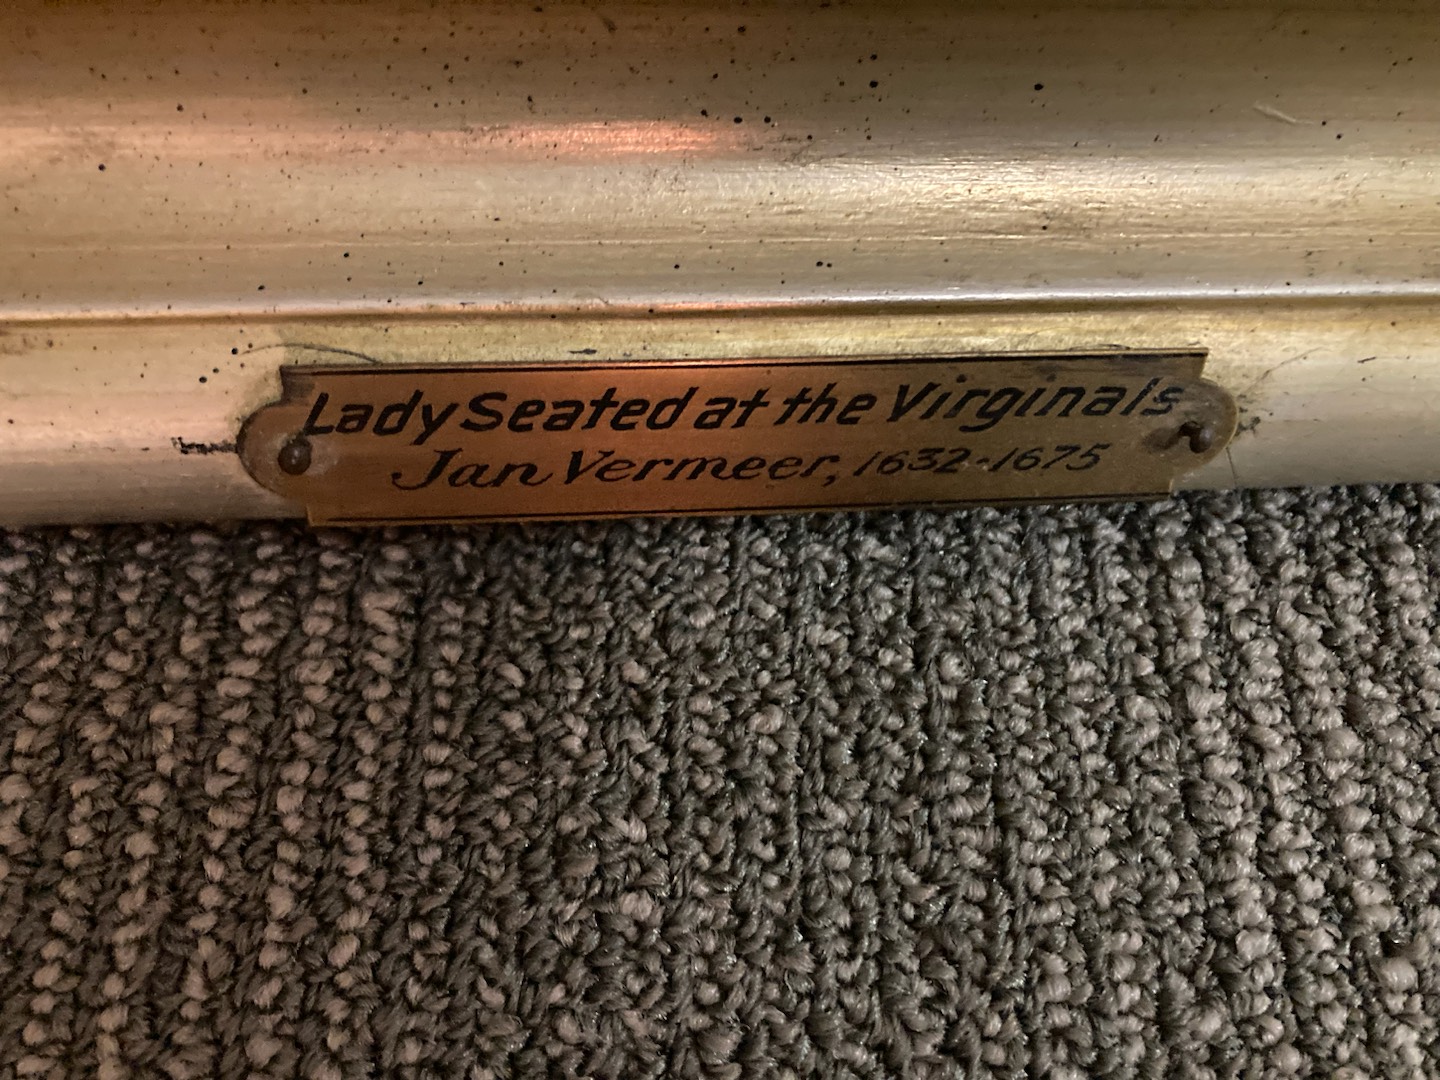 Lady Seated at the Virginals
Jan Vermeer, 1632-1675